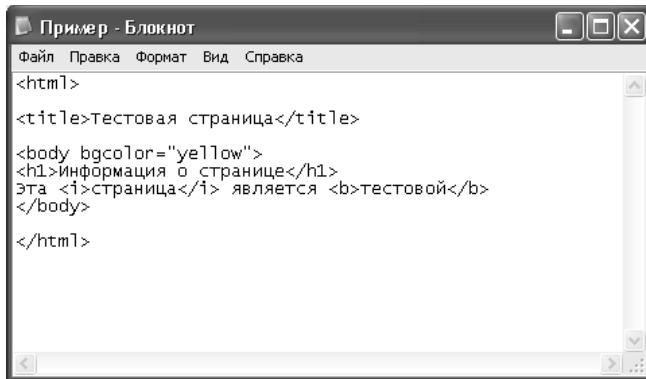 Пример - Блокнот
Файл Правка Формат Вид Справка
<html>
<title>Тестовая страница</title>
<body bgcolor="yellow">
<h1>Информация о странице</h1>
Эта <i>страница</i> является <b>тестовой</b>
</body>
</html>